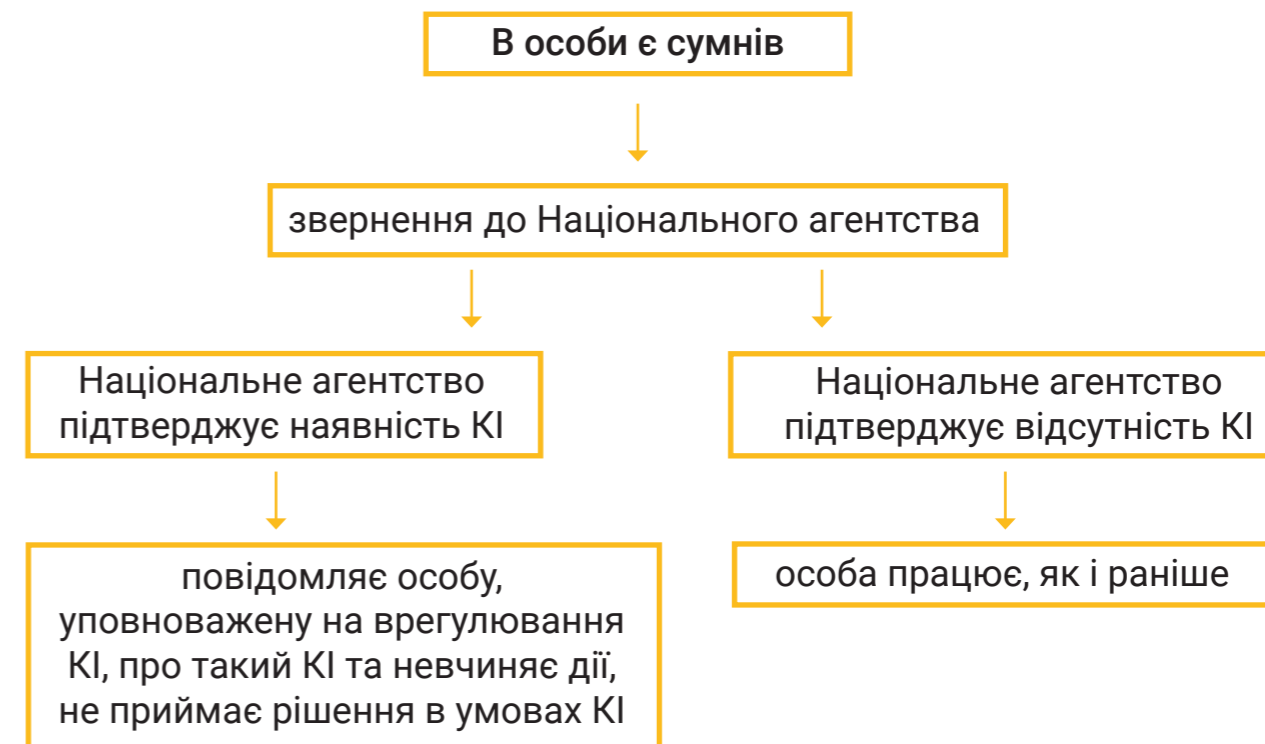 В особи є сумнів
звернення до Національного агентства
Національне агентство
підтверджує наявність КІ
Національне агентство
підтверджує відсутність КІ
повідомляє особу,
уповноважену на врегулювання
КІ, про такий КІ та невчиняє дії,
не приймає рішення в умовах КІ
особа працює, як і раніше